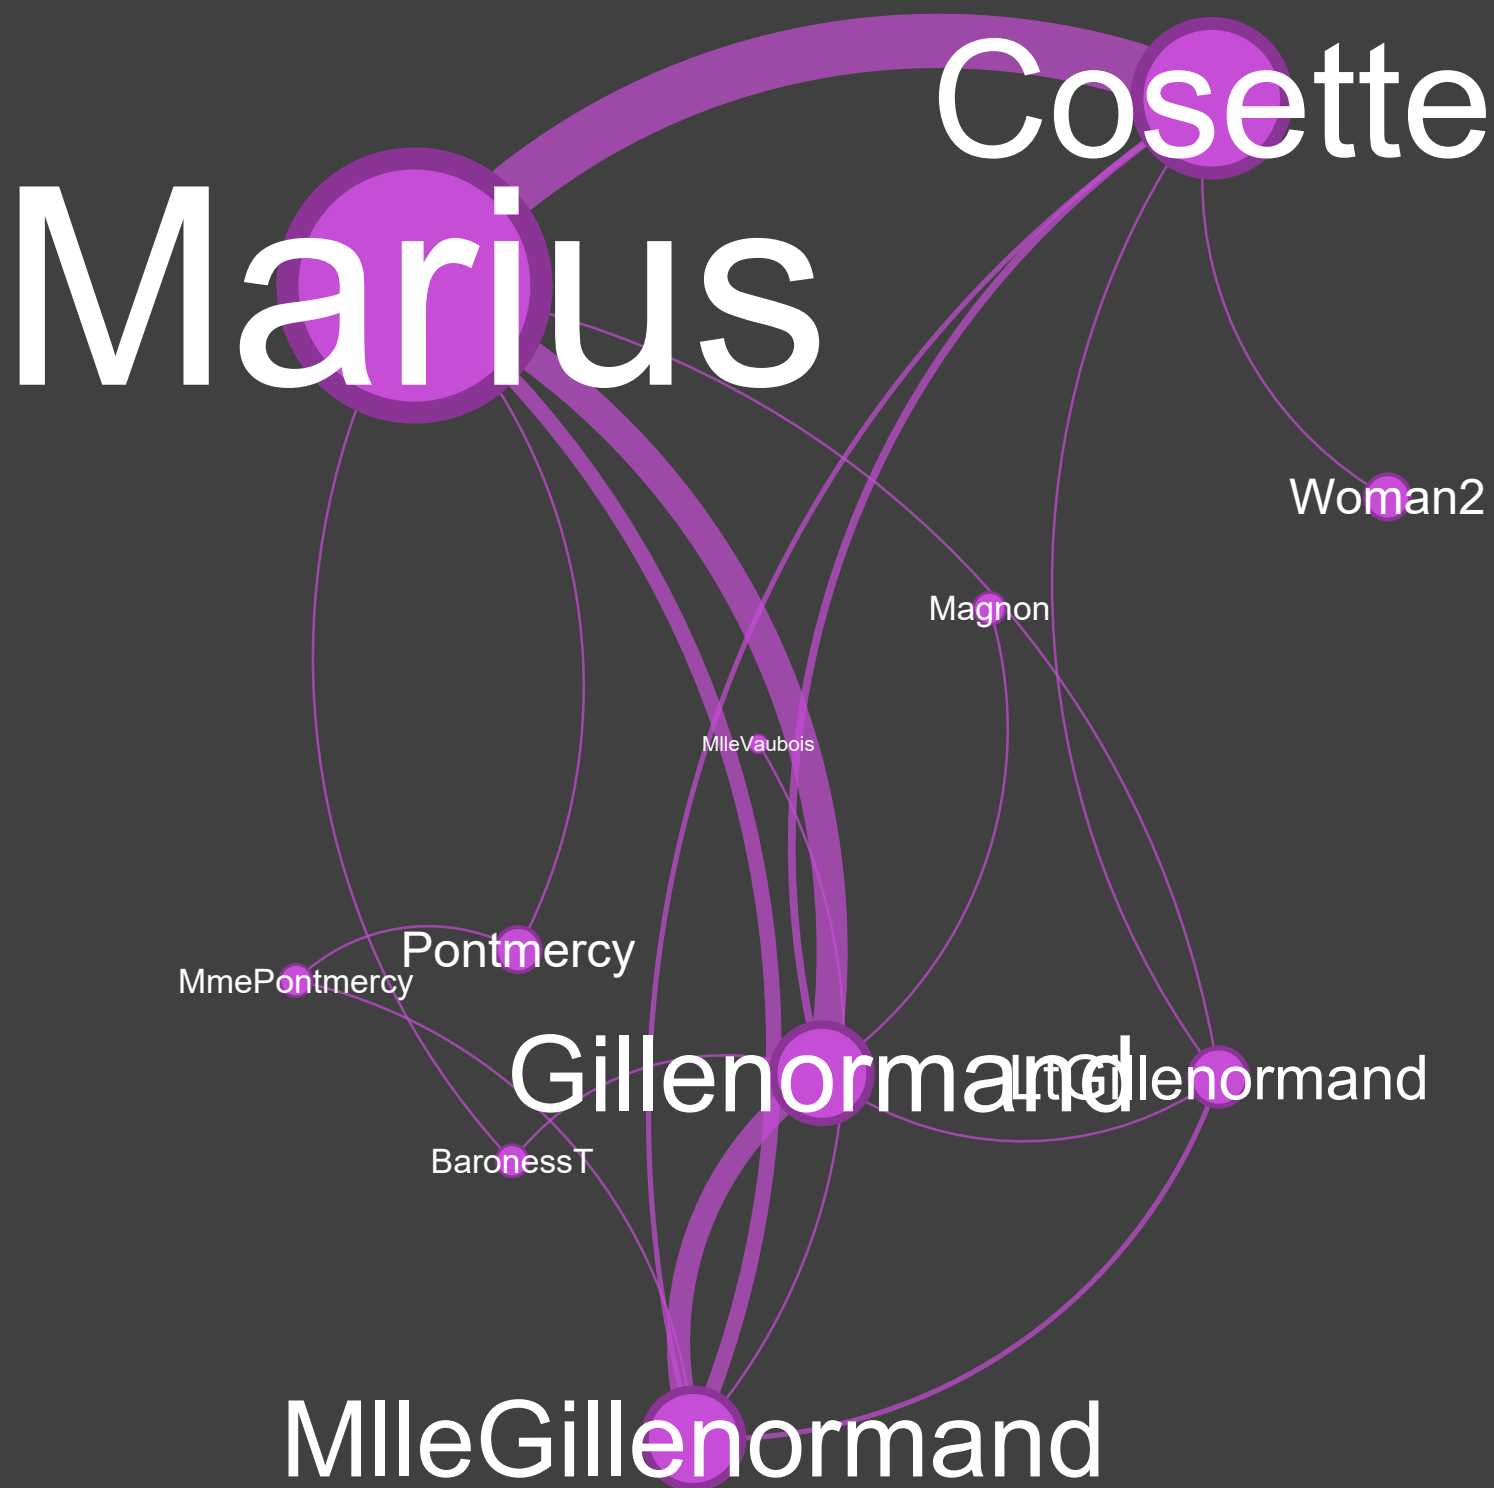 Cosette
Marius
Woman2
Magnon
MlleVaubois
Pontmercy
MmePontmercy
Gillenormand
LtGillenormand
BaronessT
MlleGillenormand